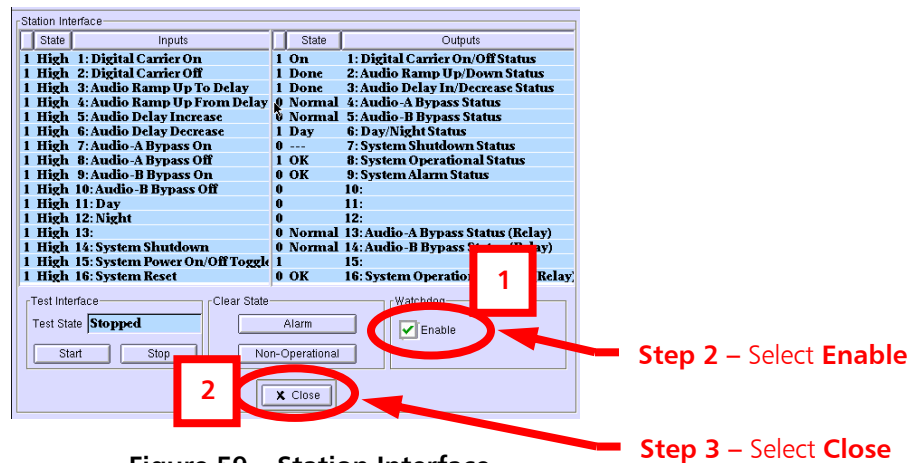 Station Interface
State Inputs State Outputs
1 High 1: Digital Carrier On 1 On 1: Digital Carrier On/Off Status
1 High 2: Digital Carrier Off 1 Done 2: Audio Ramp Up/Down Status
1 High 3: Audio Ramp Up To Delay 1 Done 3: Audio Delay In/Decrease Status
1 High 4: Audio Ramp Up From Delay 0 Normal 4: Audio-A Bypass Status
1 High 5: Audio Delay Increase 0 Normal 5: Audio-B Bypass Status
1 High 6: Audio Delay Decrease 1 Day 6: Day/Night Status
1 High 7: Audio-A Bypass On 0 --- 7: System Shutdown Status
1 High 8: Audio-A Bypass Off 1 OK 8: System Operational Status
1 High 9: Audio-B Bypass On 0 OK 9: System Alarm Status
1 High 10: Audio-B Bypass Off 0 10:
1 High 11: Day 0 11:
1 High 12: Night 0 12:
1 High 13: 0 Normal 13: Audio-A Bypass Status (Relay)
1 High 14: System Shutdown 0 Normal 14: Audio-B Bypass Status (Relay)
1 High 15: System Power On/Off Toggle 1 15:
1 High 16: System Reset 0 OK 16: System Operatio Relay)
1
Test Interface Clear State Watchdog
Test State Stopped Alarm Enable
Start Stop Non-Operational
Step 2 – Select Enable
2
X Close
Step 3 – Select Close
Figure 59 – Station Interface